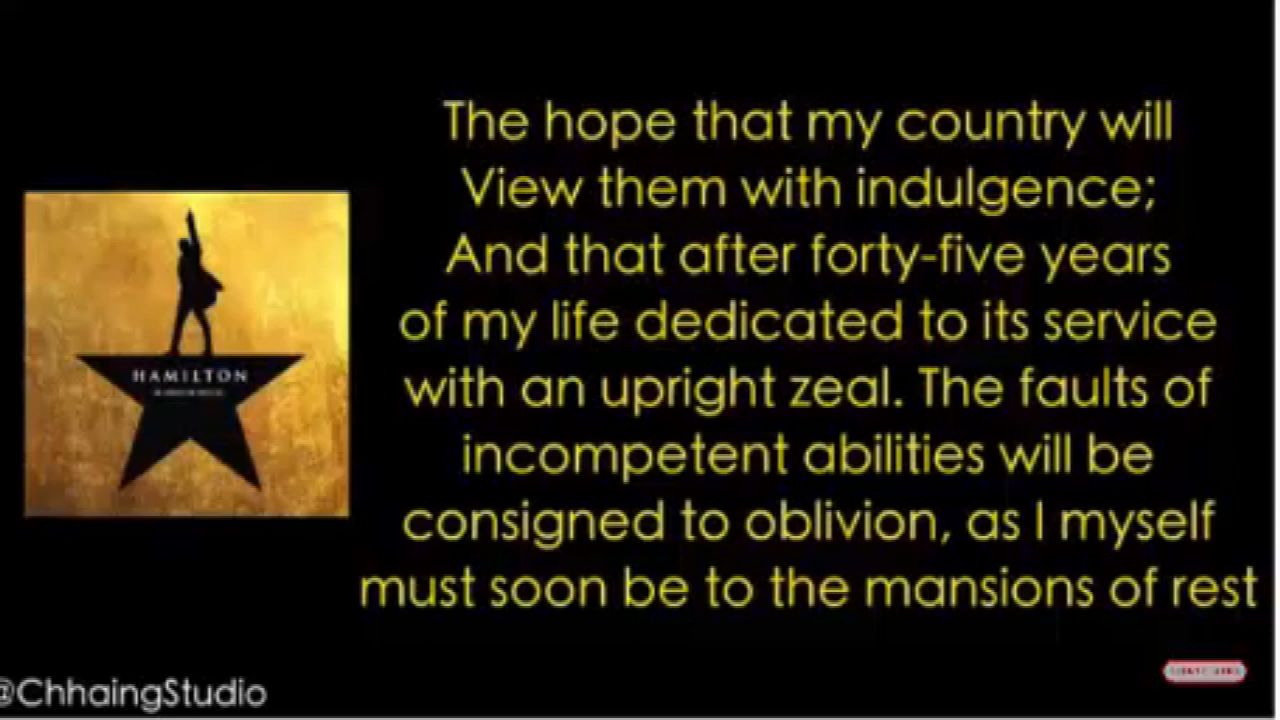 The hope that my country will
View them with indulgence;
And that after forty-five years
of my life dedicated to its service
with an upright zeal. The faults of
incompetent abilities will be
consigned to oblivion, as I myself
must soon be to the mansions of rest
HAMILTON
@ChhaingStudio